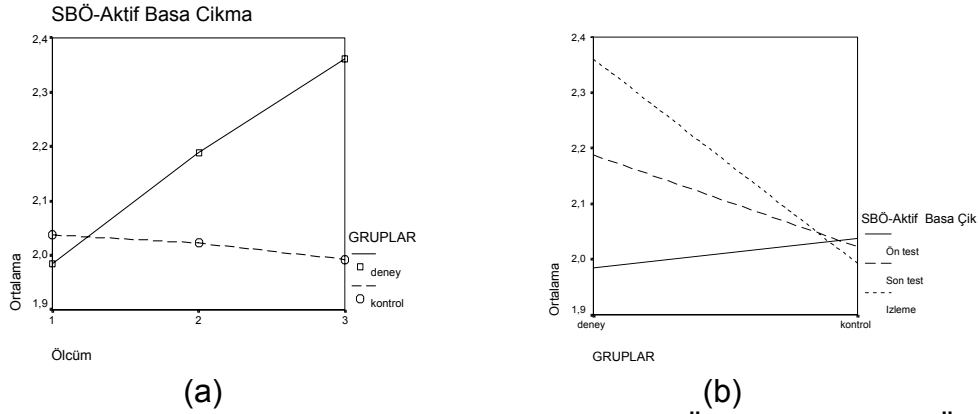 SBÖ-Aktif Basa Cikma
2,4
2,3
2,2
2,1
2,0
1,9
Ortalama
1
2
3
Ölcüm
GRUPLAR
deney
kontrol
(a)
2,4
2,3
2,2
2,1
2,0
1,9
Ortalama
deney
kontrol
GRUPLAR
SBÖ-Aktif Basa Çik
Ön test
Son test
Izleme
(b)